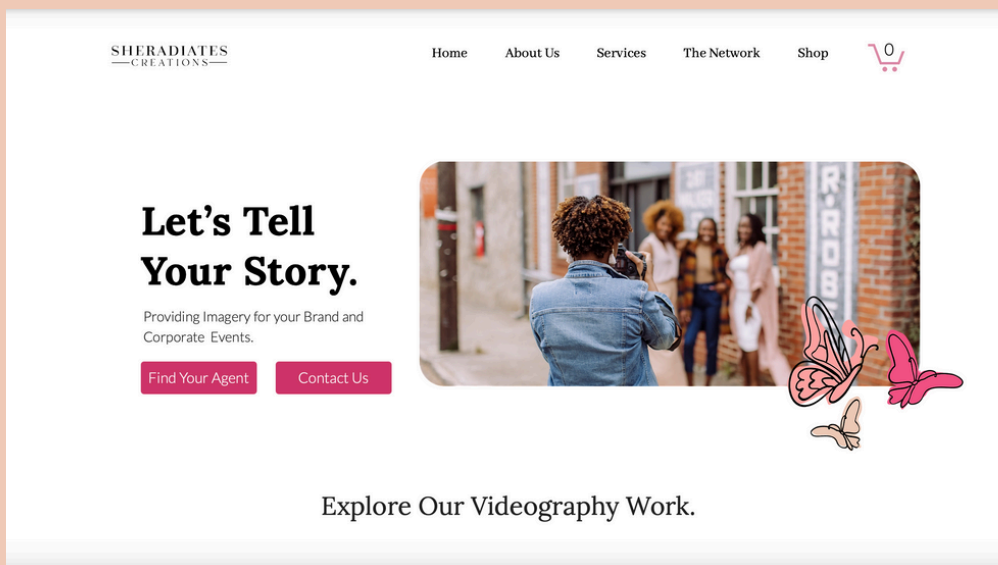 SHERADIATES
CREATIONS
Home About Us Services The Network Shop 0
Let's Tell
Your Story.
Providing Imagery for your Brand and
Corporate Events.
Find Your Agent Contact Us
Explore Our Videography Work.